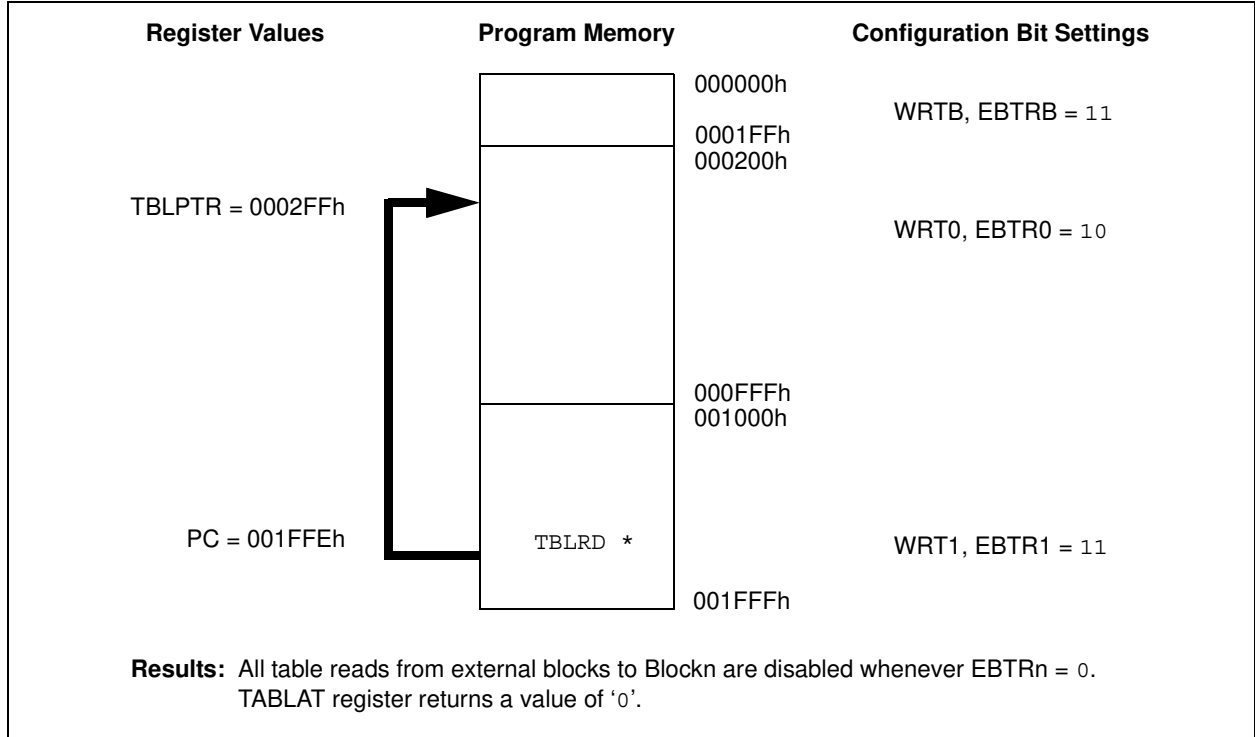 Register Values
Program Memory
Configuration Bit Settings
000000h
WRTB, EBTRB = 11
0001FFh
000200h
TBLPTR = 0002FFh
WRT0, EBTR0 = 10
000FFFh
001000h
PC = 001FFEh
TBLRD *
WRT1, EBTR1 = 11
001FFFh
Results: All table reads from external blocks to Blockn are disabled whenever EBTRn = 0.
TABLAT register returns a value of ‘0’.